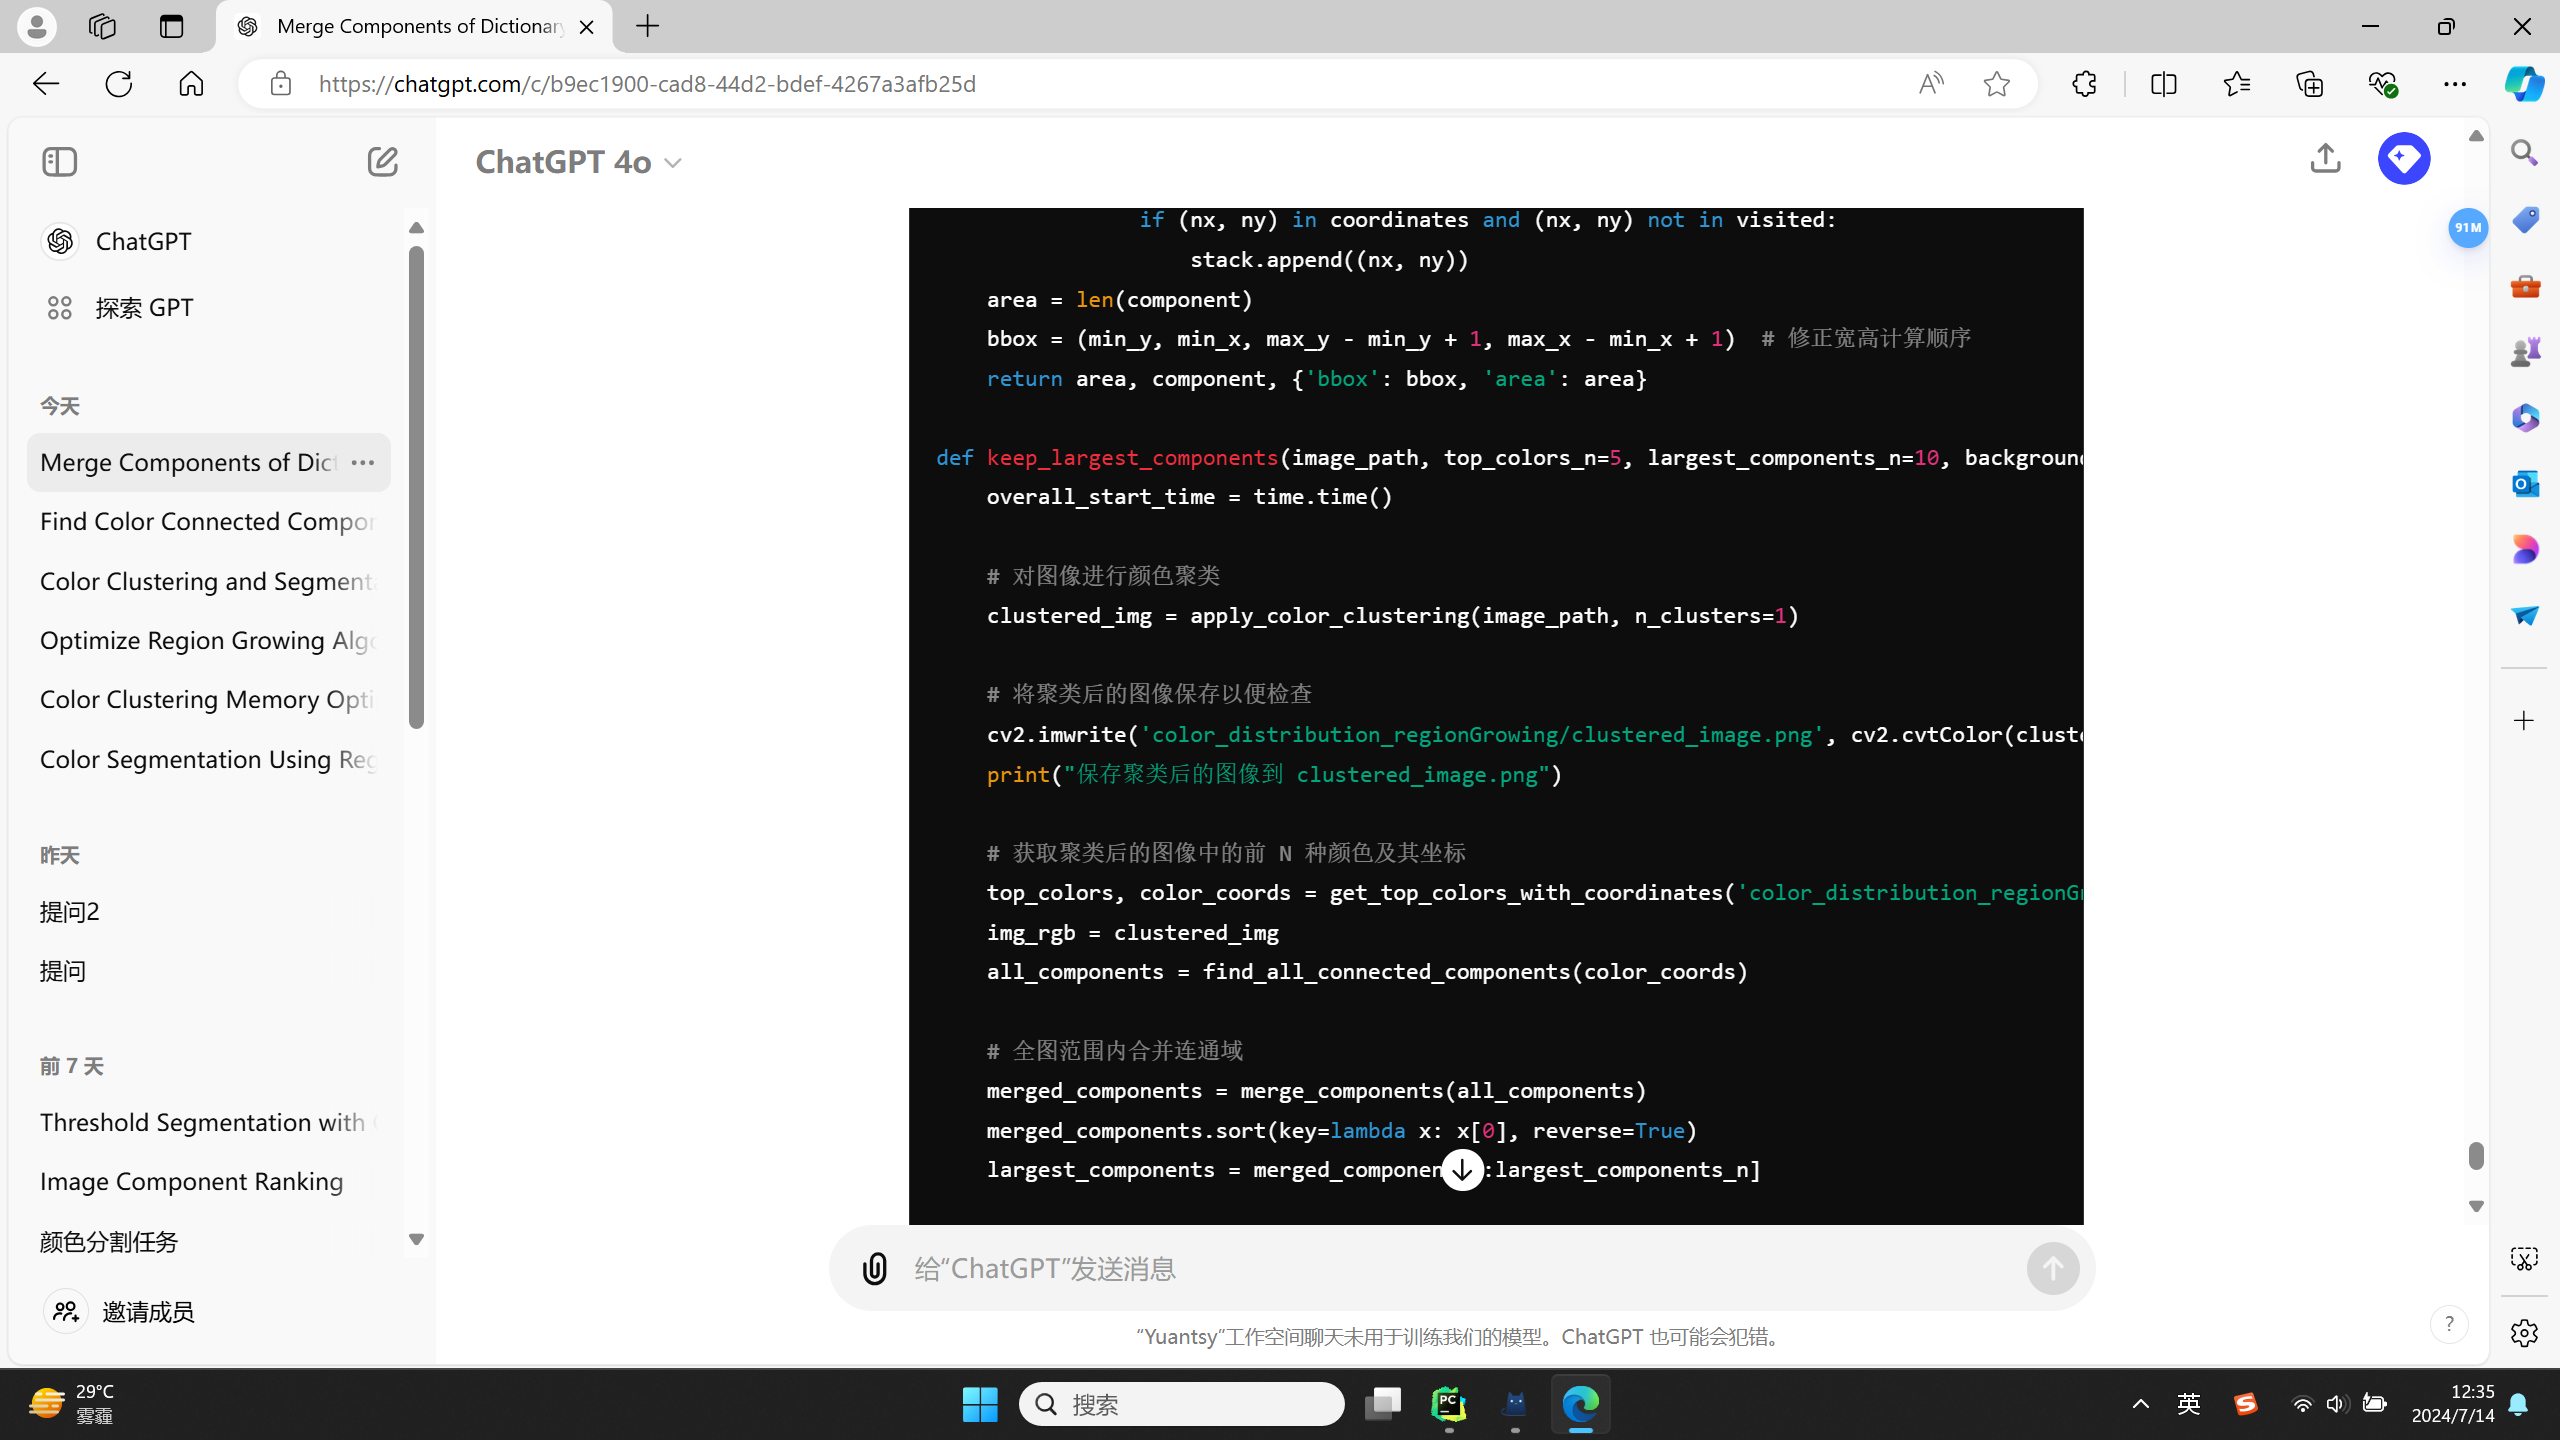 Merge Components of Dictionary
https://chatgpt.com/c/b9ec1900-cad8-44d2-bdef-4267a3afb25d
ChatGPT 4o
91M
ChatGPT
探索 GPT
今天
Merge Components of Dict
Find Color Connected Compon
Color Clustering and Segmenta
Optimize Region Growing Algo
Color Clustering Memory Opti
Color Segmentation Using Reg
昨天
提问2
提问
前 7 天
Threshold Segmentation with
Image Component Ranking
颜色分割任务
邀请成员
if (nx, ny) in coordinates and (nx, ny) not in visited:
stack.append((nx, ny))
area = len(component)
bbox = (min_y, min_x, max_y - min_y + 1, max_x - min_x + 1)  # 修正宽高计算顺序
return area, component, {'bbox': bbox, 'area': area}
def keep_largest_components(image_path, top_colors_n=5, largest_components_n=10, background
overall_start_time = time.time()
# 对图像进行颜色聚类
clustered_img = apply_color_clustering(image_path, n_clusters=1)
# 将聚类后的图像保存以便检查
cv2.imwrite('color_distribution_regionGrowing/clustered_image.png', cv2.cvtColor(cluste
print("保存聚类后的图像到 clustered_image.png")
# 获取聚类后的图像中的前 N 种颜色及其坐标
top_colors, color_coords = get_top_colors_with_coordinates('color_distribution_regionGr
img_rgb = clustered_img
all_components = find_all_connected_components(color_coords)
# 全图范围内合并连通域
merged_components = merge_components(all_components)
merged_components.sort(key=lambda x: x[0], reverse=True)
largest_components = merged_componen :largest_components_n]
给“ChatGPT”发送消息
“Yuantsy”工作空间聊天未用于训练我们的模型。ChatGPT 也可能会犯错。
?
29°C
雾霾
搜索
英
12:35
2024/7/14